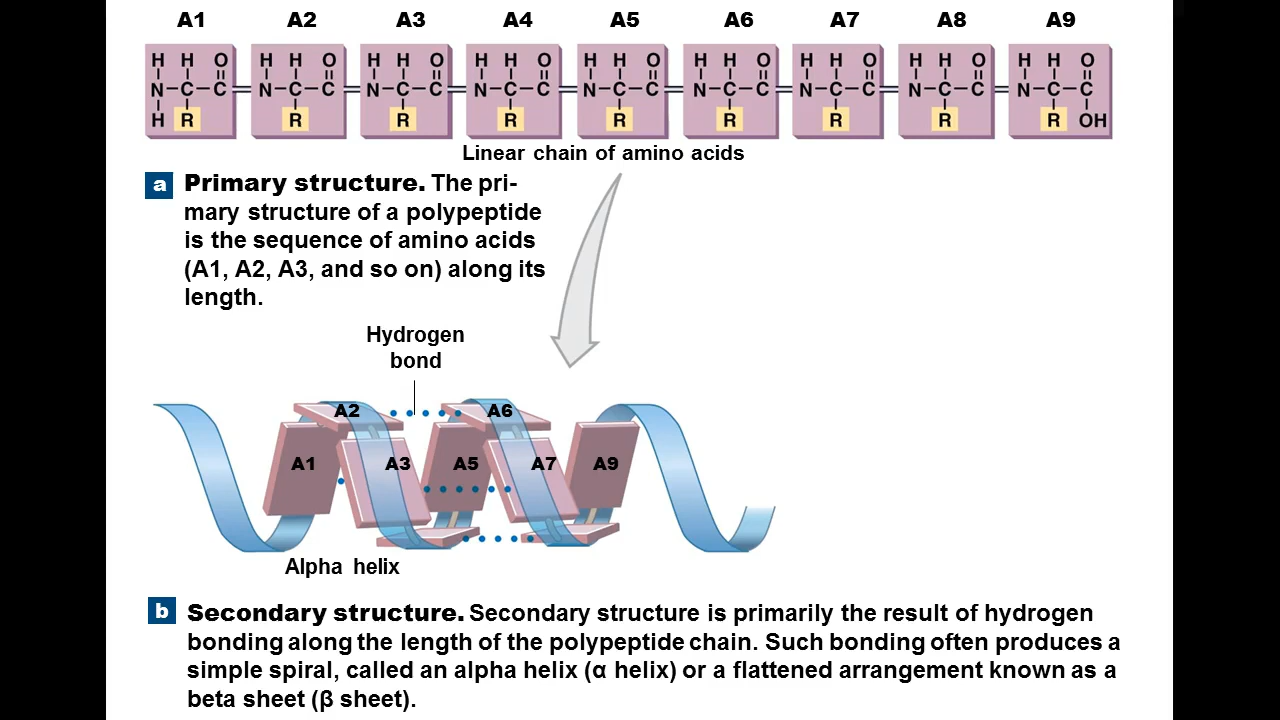 A1 A2 A3 A4 A5 A6 A7 A8 A9
H H O H H O H H O H H O H H O H H O H H O H H O H H O
N C C N C C N C C N C C N C C N C C N C C N C C N C C
H R R R R R R R R R OH
Linear chain of amino acids
a Primary structure. The pri-
mary structure of a polypeptide
is the sequence of amino acids
(A1, A2, A3, and so on) along its
length.
Hydrogen
bond
A2 A6
A1 A3 A5 A7 A9
Alpha helix
b Secondary structure. Secondary structure is primarily the result of hydrogen
bonding along the length of the polypeptide chain. Such bonding often produces a
simple spiral, called an alpha helix (α helix) or a flattened arrangement known as a
beta sheet (β sheet).